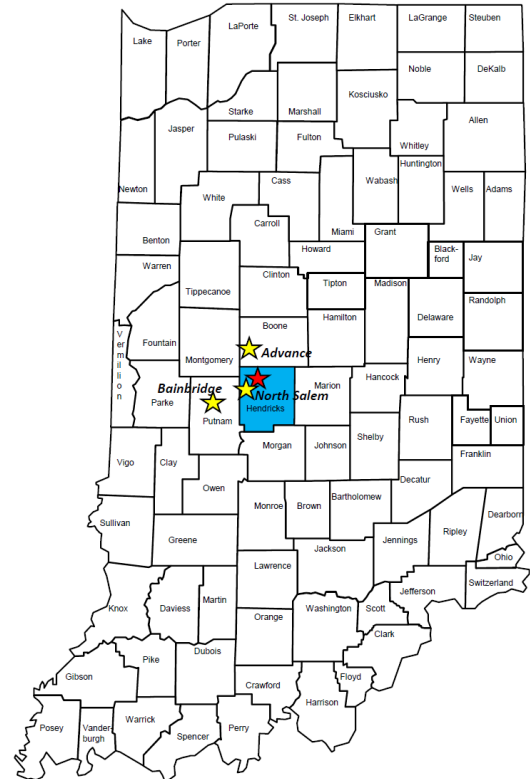 LaPorte
St. Joseph
Elkhart
LaGrange
Steuben
Lake
Porter
Noble
DeKalb
Kosciusko
Starke
Marshall
Allen
Jasper
Pulaski
Fulton
Whitley
Huntington
Cass
Wabash
Newton
White
Wells
Adams
Carroll
Miami
Grant
Benton
Howard
Black-
ford
Jay
Warren
Clinton
Tippecanoe
Tipton
Madison
Randolph
Boone
Hamilton
Delaware
V
e
r
m
illi
o
n
Fountain
Montgomery
Advance
Henry
Wayne
Bainbridge
Marion
Hancock
North Salem
Parke
Putnam
Hendricks
Rush
Fayette
Union
Morgan
Johnson
Shelby
Franklin
Vigo
Clay
Owen
Decatur
Monroe
Brown
Bartholomew
Dearborn
Sullivan
Greene
Jennings
Ripley
Jackson
Ohio
Lawrence
Switzerland
Jefferson
Knox
Daviess
Martin
Washington
Scott
Orange
Clark
Dubois
Pike
Gibson
Floyd
Crawford
Harrison
Posey
Vander-
burgh
Warrick
Perry
Spencer